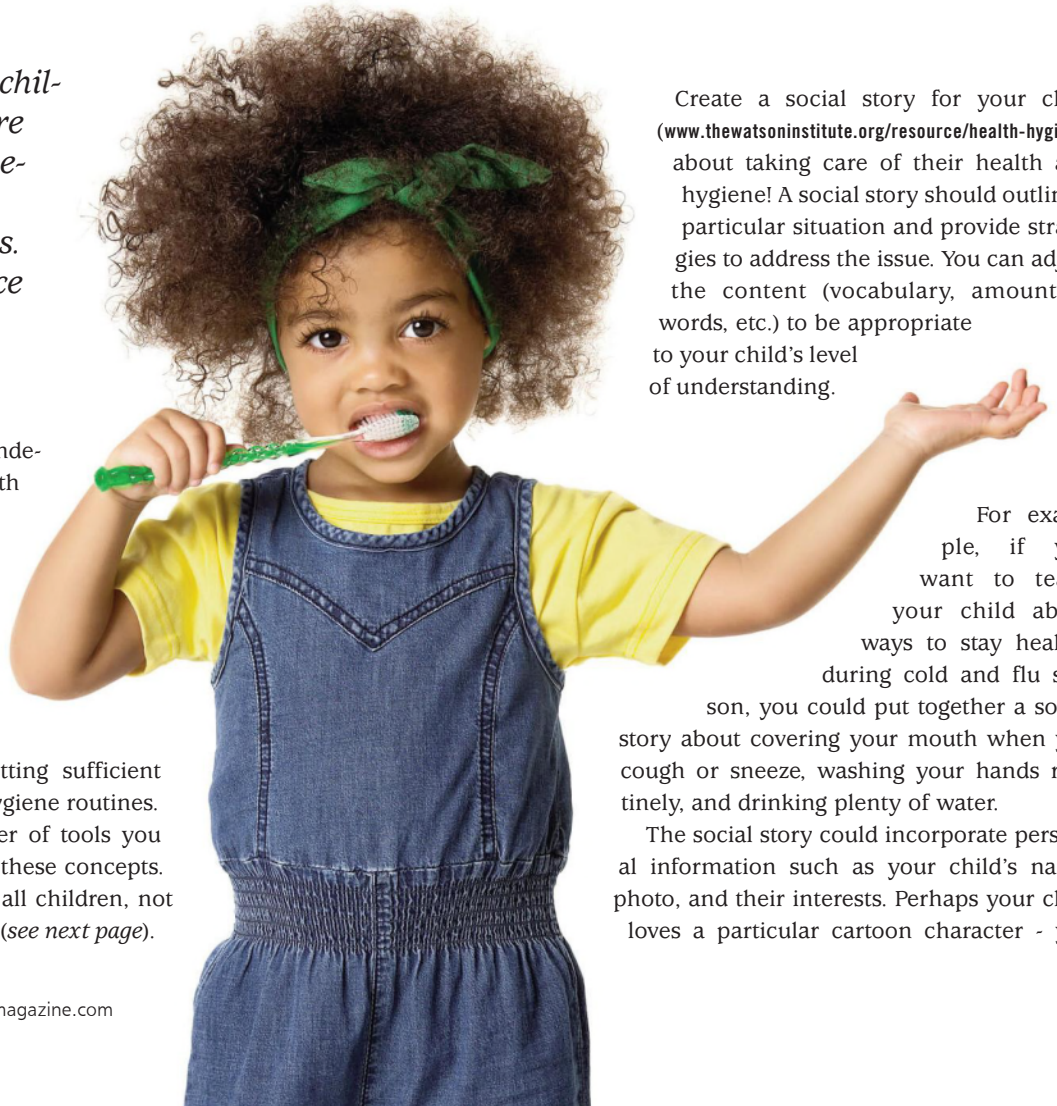 chil-
re
e-
s.
ce
nde-
th
tting sufficient
ygiene routines.
er of tools you
these concepts.
all children, not
(see next page).
magazine.com
Create a social story for your ch
(www.thewatsoninstitute.org/resource/health-hygi
about taking care of their health a
hygiene! A social story should outlin
particular situation and provide stra
gies to address the issue. You can adj
the content (vocabulary, amount
words, etc.) to be appropriate
to your child’s level
of understanding.
For exa
ple, if y
want to tea
your child ab
ways to stay heal
during cold and flu s
son, you could put together a so
story about covering your mouth when y
cough or sneeze, washing your hands r
tinely, and drinking plenty of water.
The social story could incorporate pers
al information such as your child’s na
photo, and their interests. Perhaps your ch
loves a particular cartoon character - y